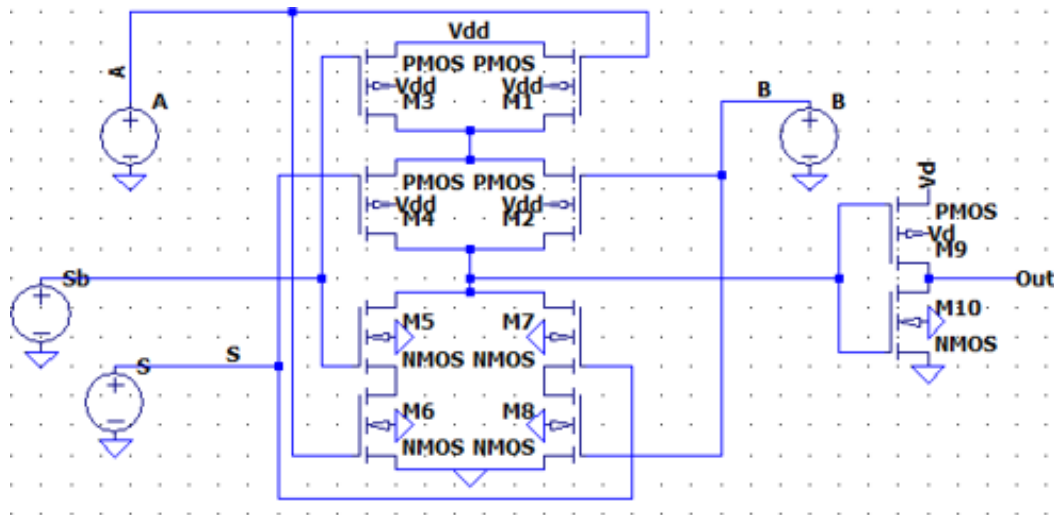 Vdd
A
A
PMOS PMOS
Vdd Vdd
M3 M1
B
B
PMOS PMOS
Vdd Vdd
M4 M2
Vd
PMOS
Vd
M9
Sb
Out
M5 M7
M10
NMOS NMOS
NMOS
S
S
M6 M8
NMOS NMOS